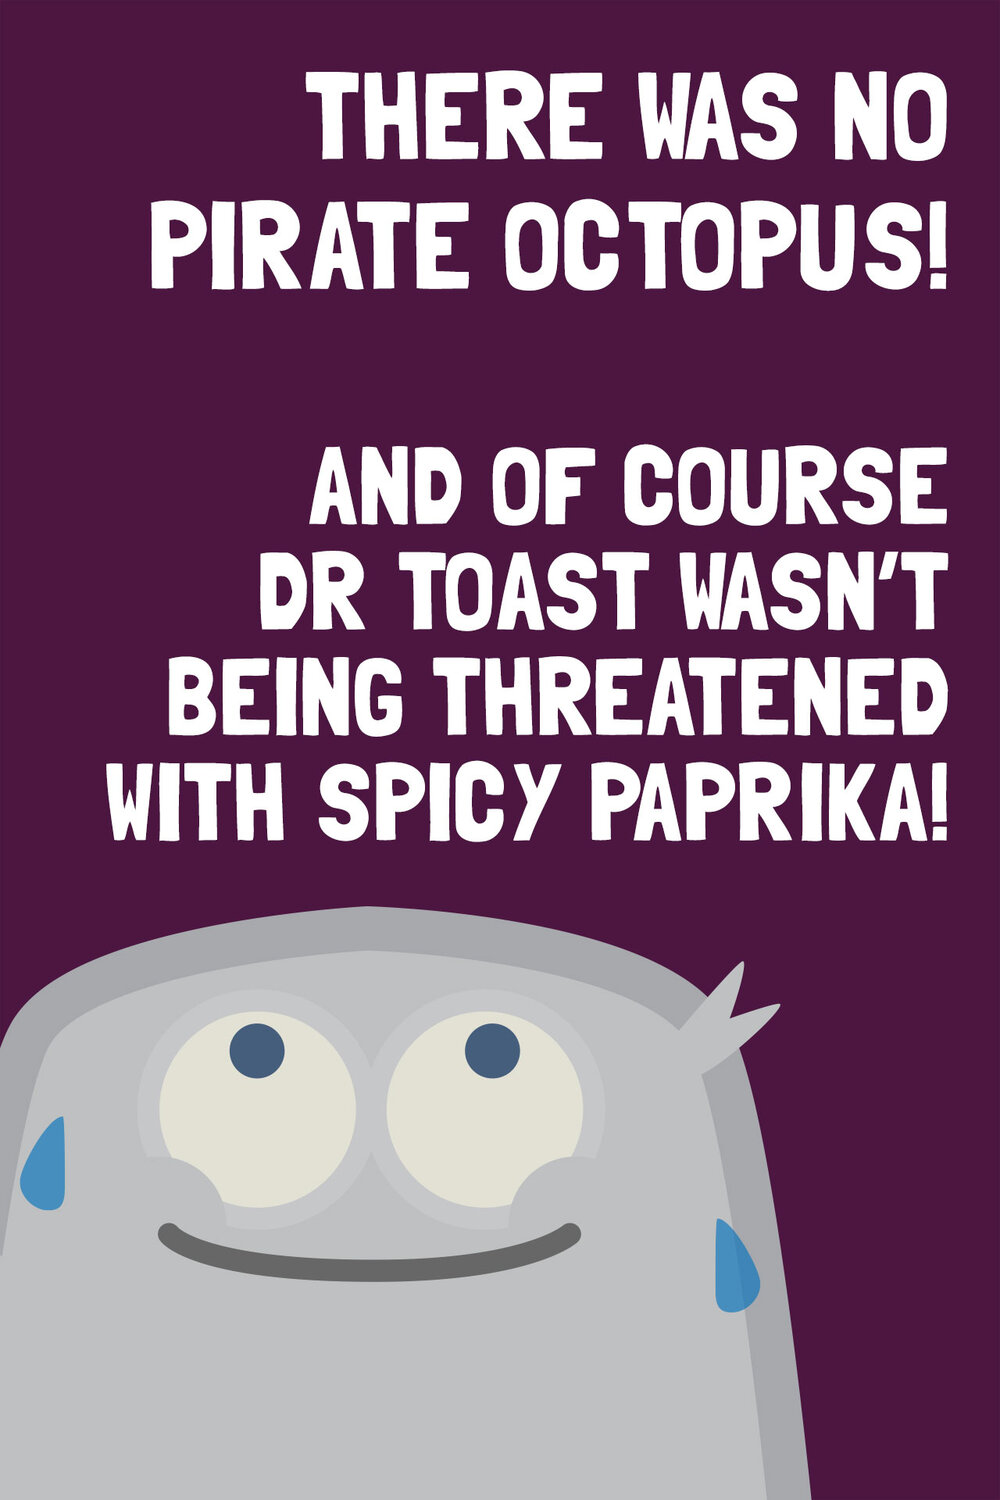 THERE WAS NO
PIRATE OCTOPUS!
AND OF COURSE
DR TOAST WASN'T
BEING THREATENED
WITH SPICY PAPRIKA!